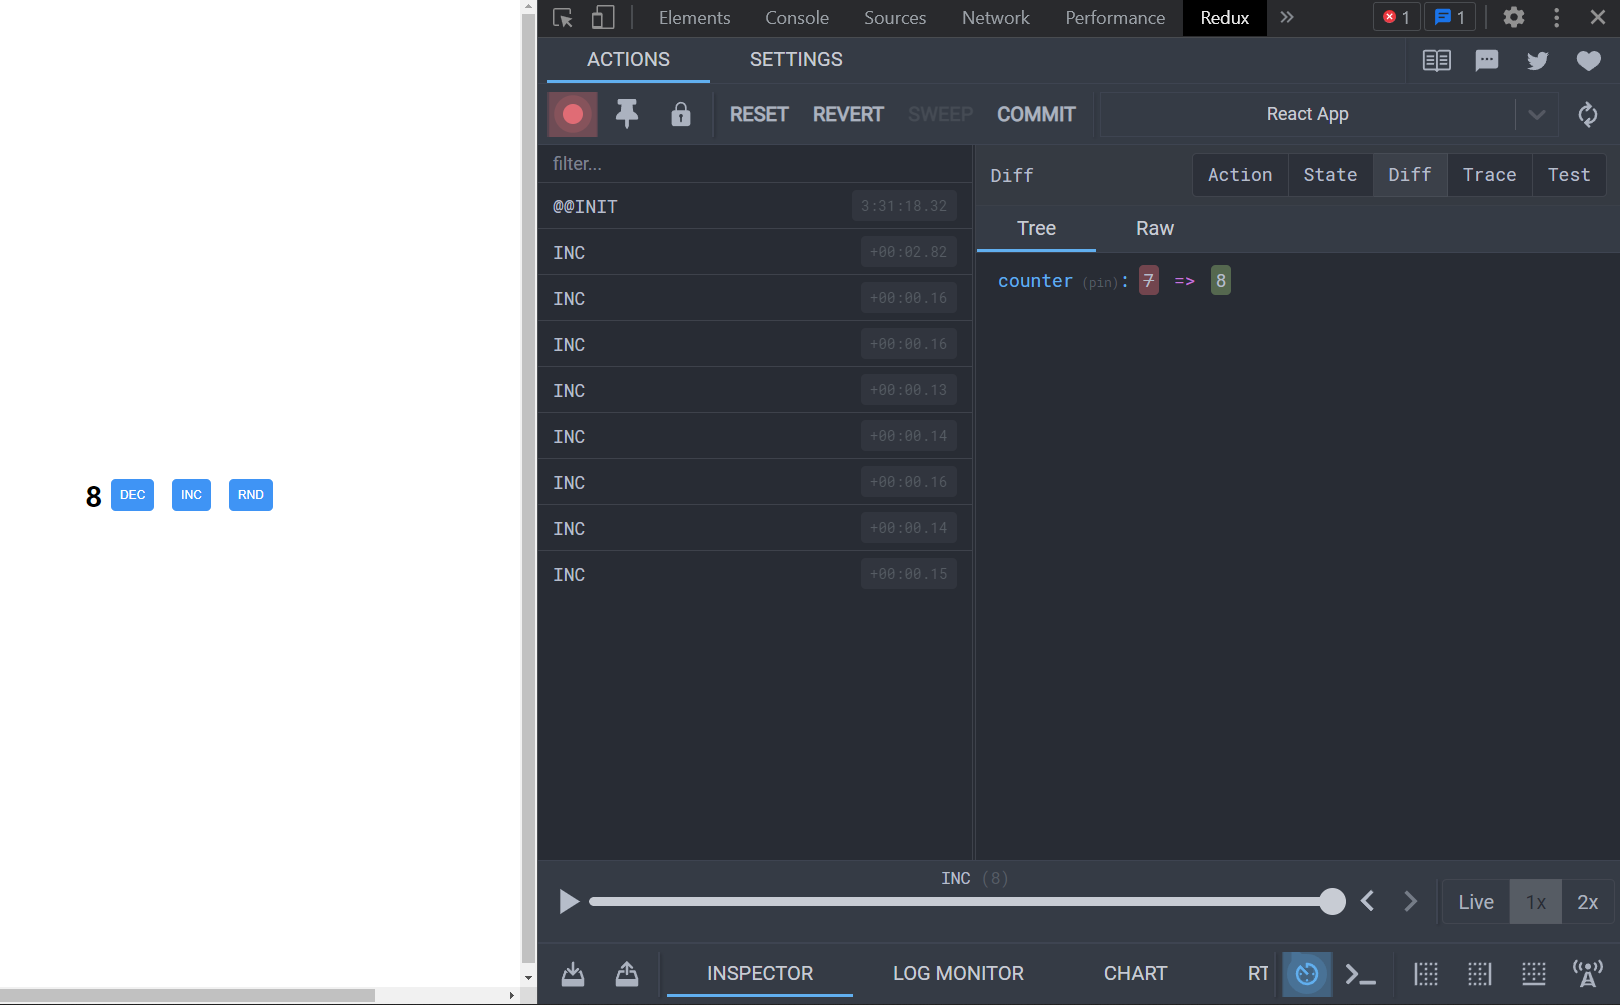 8 DEC INC RND
Elements Console Sources Network Performance Redux 1 1
ACTIONS SETTINGS
RESET REVERT SWEEP COMMIT React App
filter...
@@INIT 3:31:18.32
INC +00:02.82
INC +00:00.16
INC +00:00.16
INC +00:00.13
INC +00:00.14
INC +00:00.16
INC +00:00.14
INC +00:00.15
Diff Action State Diff Trace Test
Tree Raw
counter (pin): 7 => 8
INC (8)
Live 1x 2x
INSPECTOR LOG MONITOR CHART RT